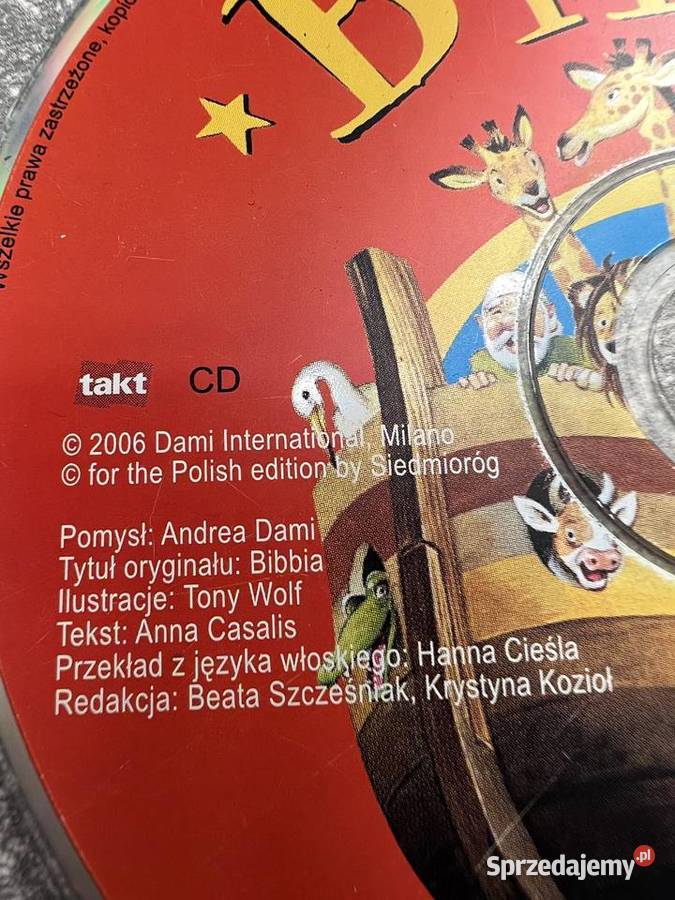 Wszelkie prawa zastrzeżone,
takt CD
© 2006 Dami International, Milano
© for the Polish edition by Siedmioróg
Pomysł: Andrea Dami
Tytuł oryginału: Bibbia
Ilustracje: Tony Wolf
Tekst: Anna Casalis
Przekład z języka włoskiego: Hanna Cieśla
Redakcja: Beata Szcześniak, Krystyna Kozioł
Sprzedajemy.pl